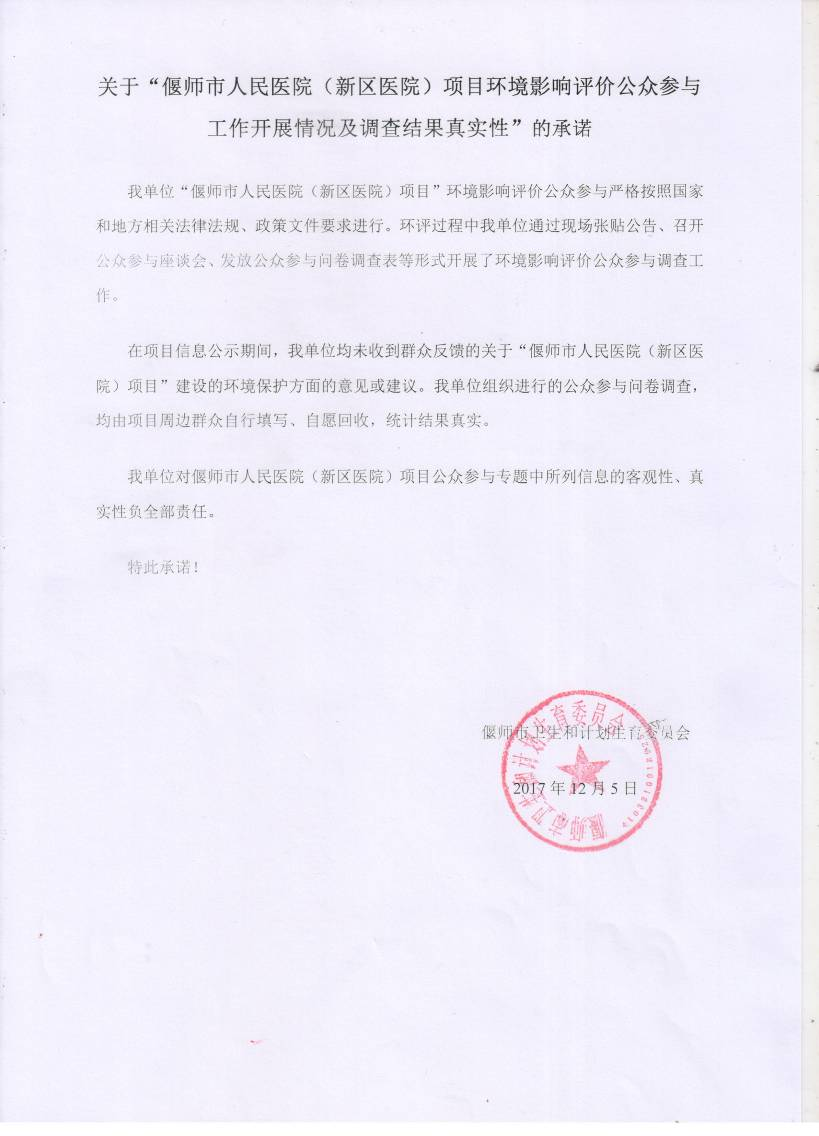 关于“偃师市人民医院（新区医院）项目环境影响评价公众参与
工作开展情况及调查结果真实性”的承诺
我单位“偃师市人民医院（新区医院）项目”环境影响评价公众参与严格按照国家
和地方相关法律法规、政策文件要求进行。环评过程中我单位通过现场张贴公告、召开
公众参与座谈会、发放公众参与问卷调查表等形式开展了环境影响评价公众参与调查工
作。
在项目信息公示期间，我单位均未收到群众反馈的关于“偃师市人民医院（新区医
院）项目”建设的环境保护方面的意见或建议。我单位组织进行的公众参与问卷调查，
均由项目周边群众自行填写、自愿回收，统计结果真实。
我单位对偃师市人民医院（新区医院）项目公众参与专题中所列信息的客观性、真
实性负全部责任。
特此承诺！
偃师市卫生和计划生育委员会
2017 年 12 月 5 日
偃师市卫生和计划生育委员会